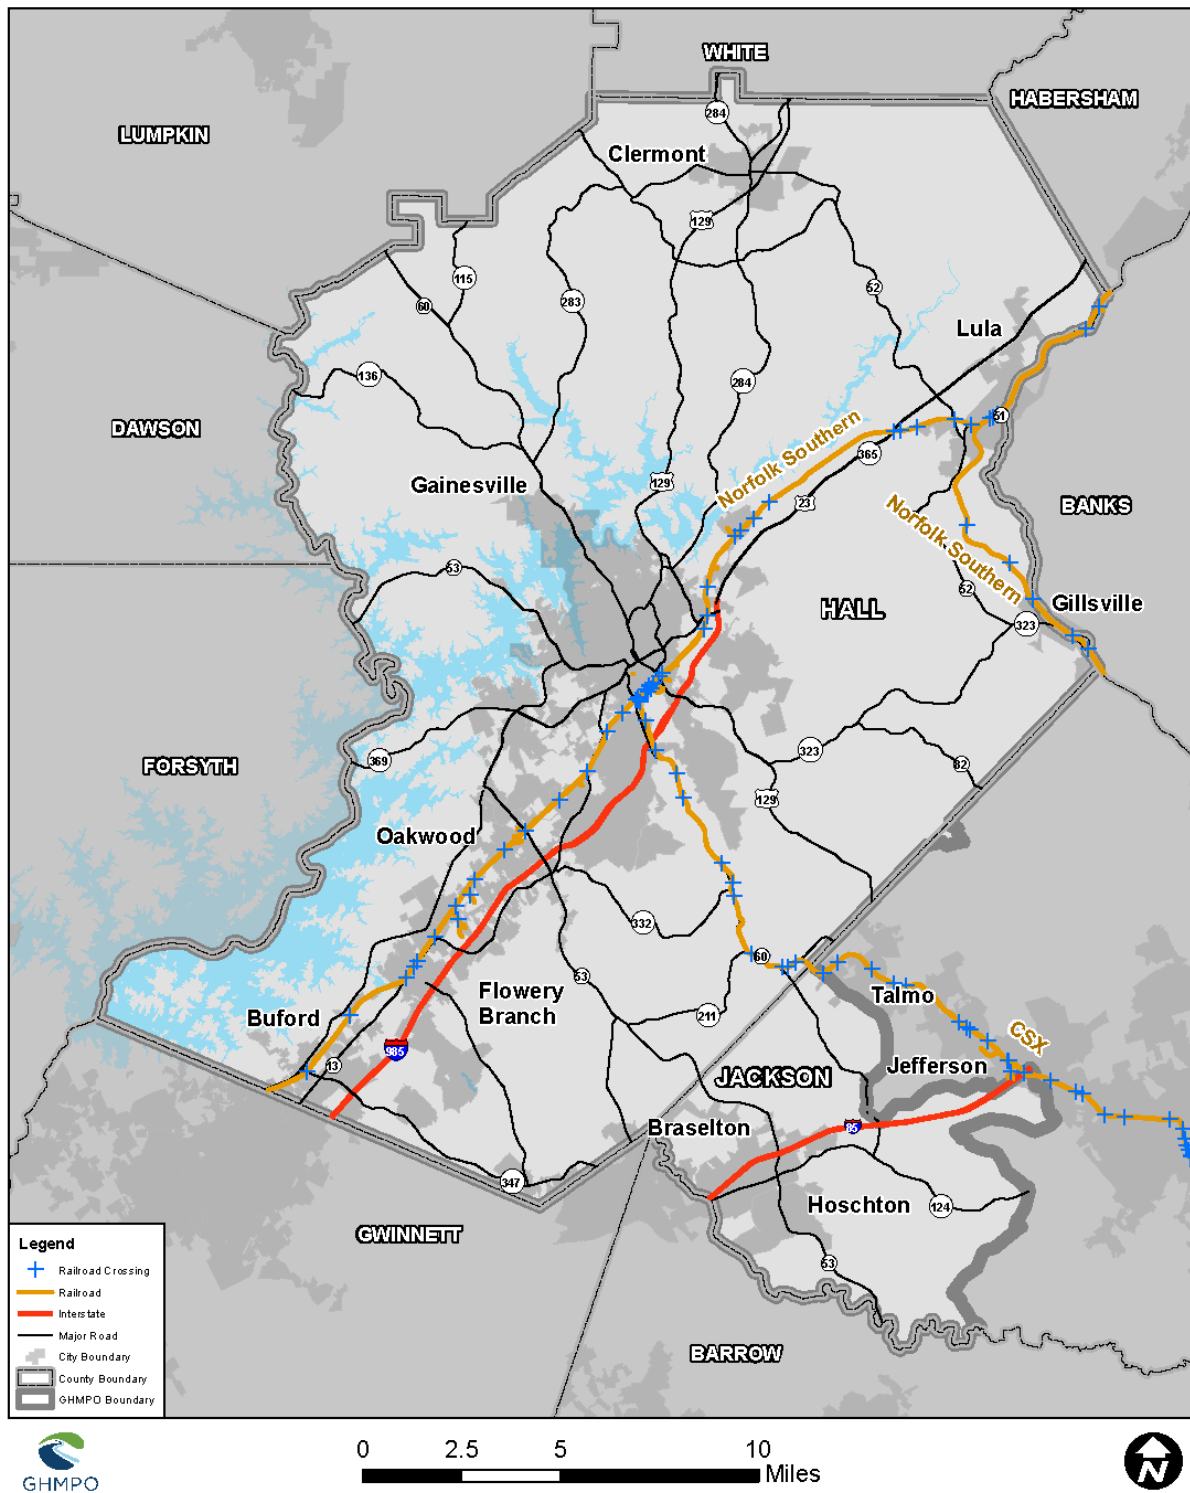 WHITE
HABERSHAM
LUMPKIN
284
Clermont
129
115
60
283
52
Lula
136
284
DAWSON
51
Norfolk Southern
365
Gainesville
129
23
BANKS
Norfolk Southern
53
52
Gillsville
HALL
323
323
369
FORSYTH
82
129
Oakwood
332
60
53
Flowery
Branch
Talmo
211
Buford
CSX
985
13
Jefferson
JACKSON
Braselton
85
347
Hoschton
124
GWINNETT
53
BARROW
Legend
Railroad Crossing
Railroad
Interstate
Major Road
City Boundary
County Boundary
GHMPO Boundary
GHMPO
0 2.5 5 10
Miles
N